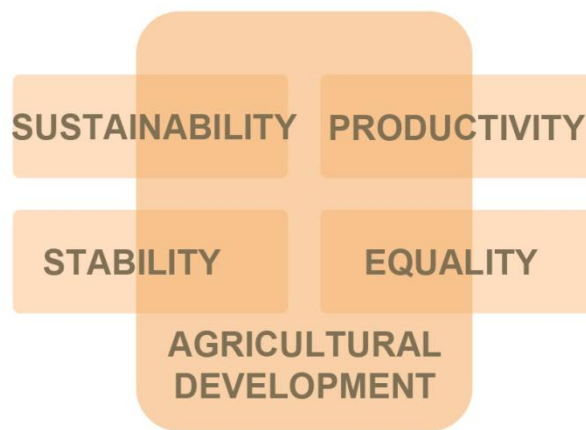 SUSTAINABILITY PRODUCTIVITY
STABILITY EQUALITY
AGRICULTURAL
DEVELOPMENT